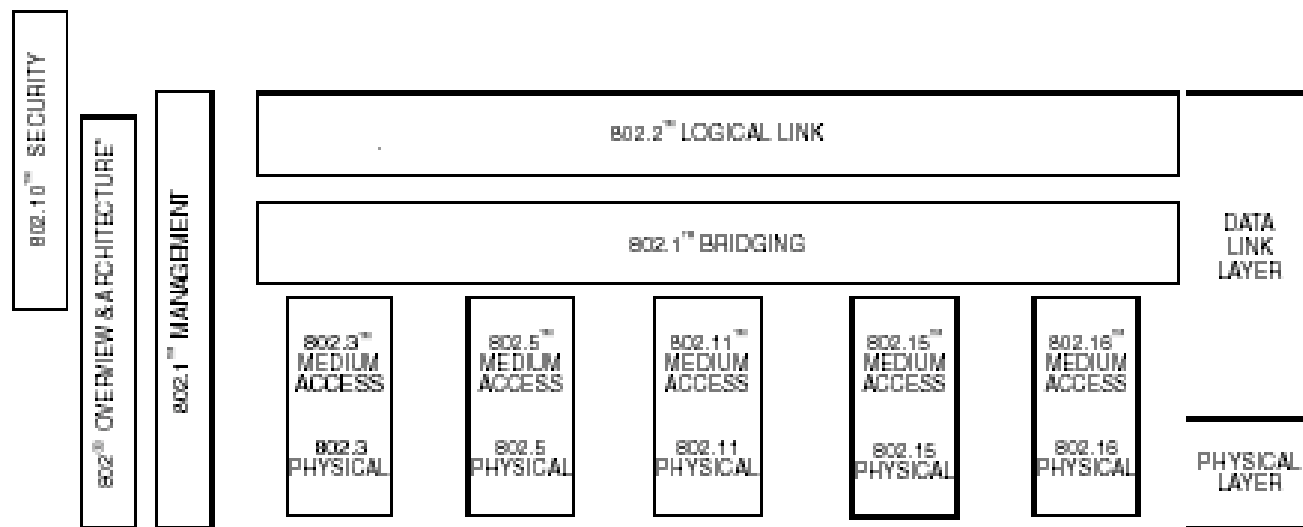 802.10™ SECURITY
802® OVERVIEW & ARCHITECTURE*
802.1™ MANAGEMENT
802.2™ LOGICAL LINK
802.1™ BRIDGING
802.3™
MEDIUM
ACCESS
802.3
PHYSICAL
802.5™
MEDIUM
ACCESS
802.5
PHYSICAL
802.11™
MEDIUM
ACCESS
802.11
PHYSICAL
802.15™
MEDIUM
ACCESS
802.15
PHYSICAL
802.16™
MEDIUM
ACCESS
802.16
PHYSICAL
DATA
LINK
LAYER
PHYSICAL
LAYER